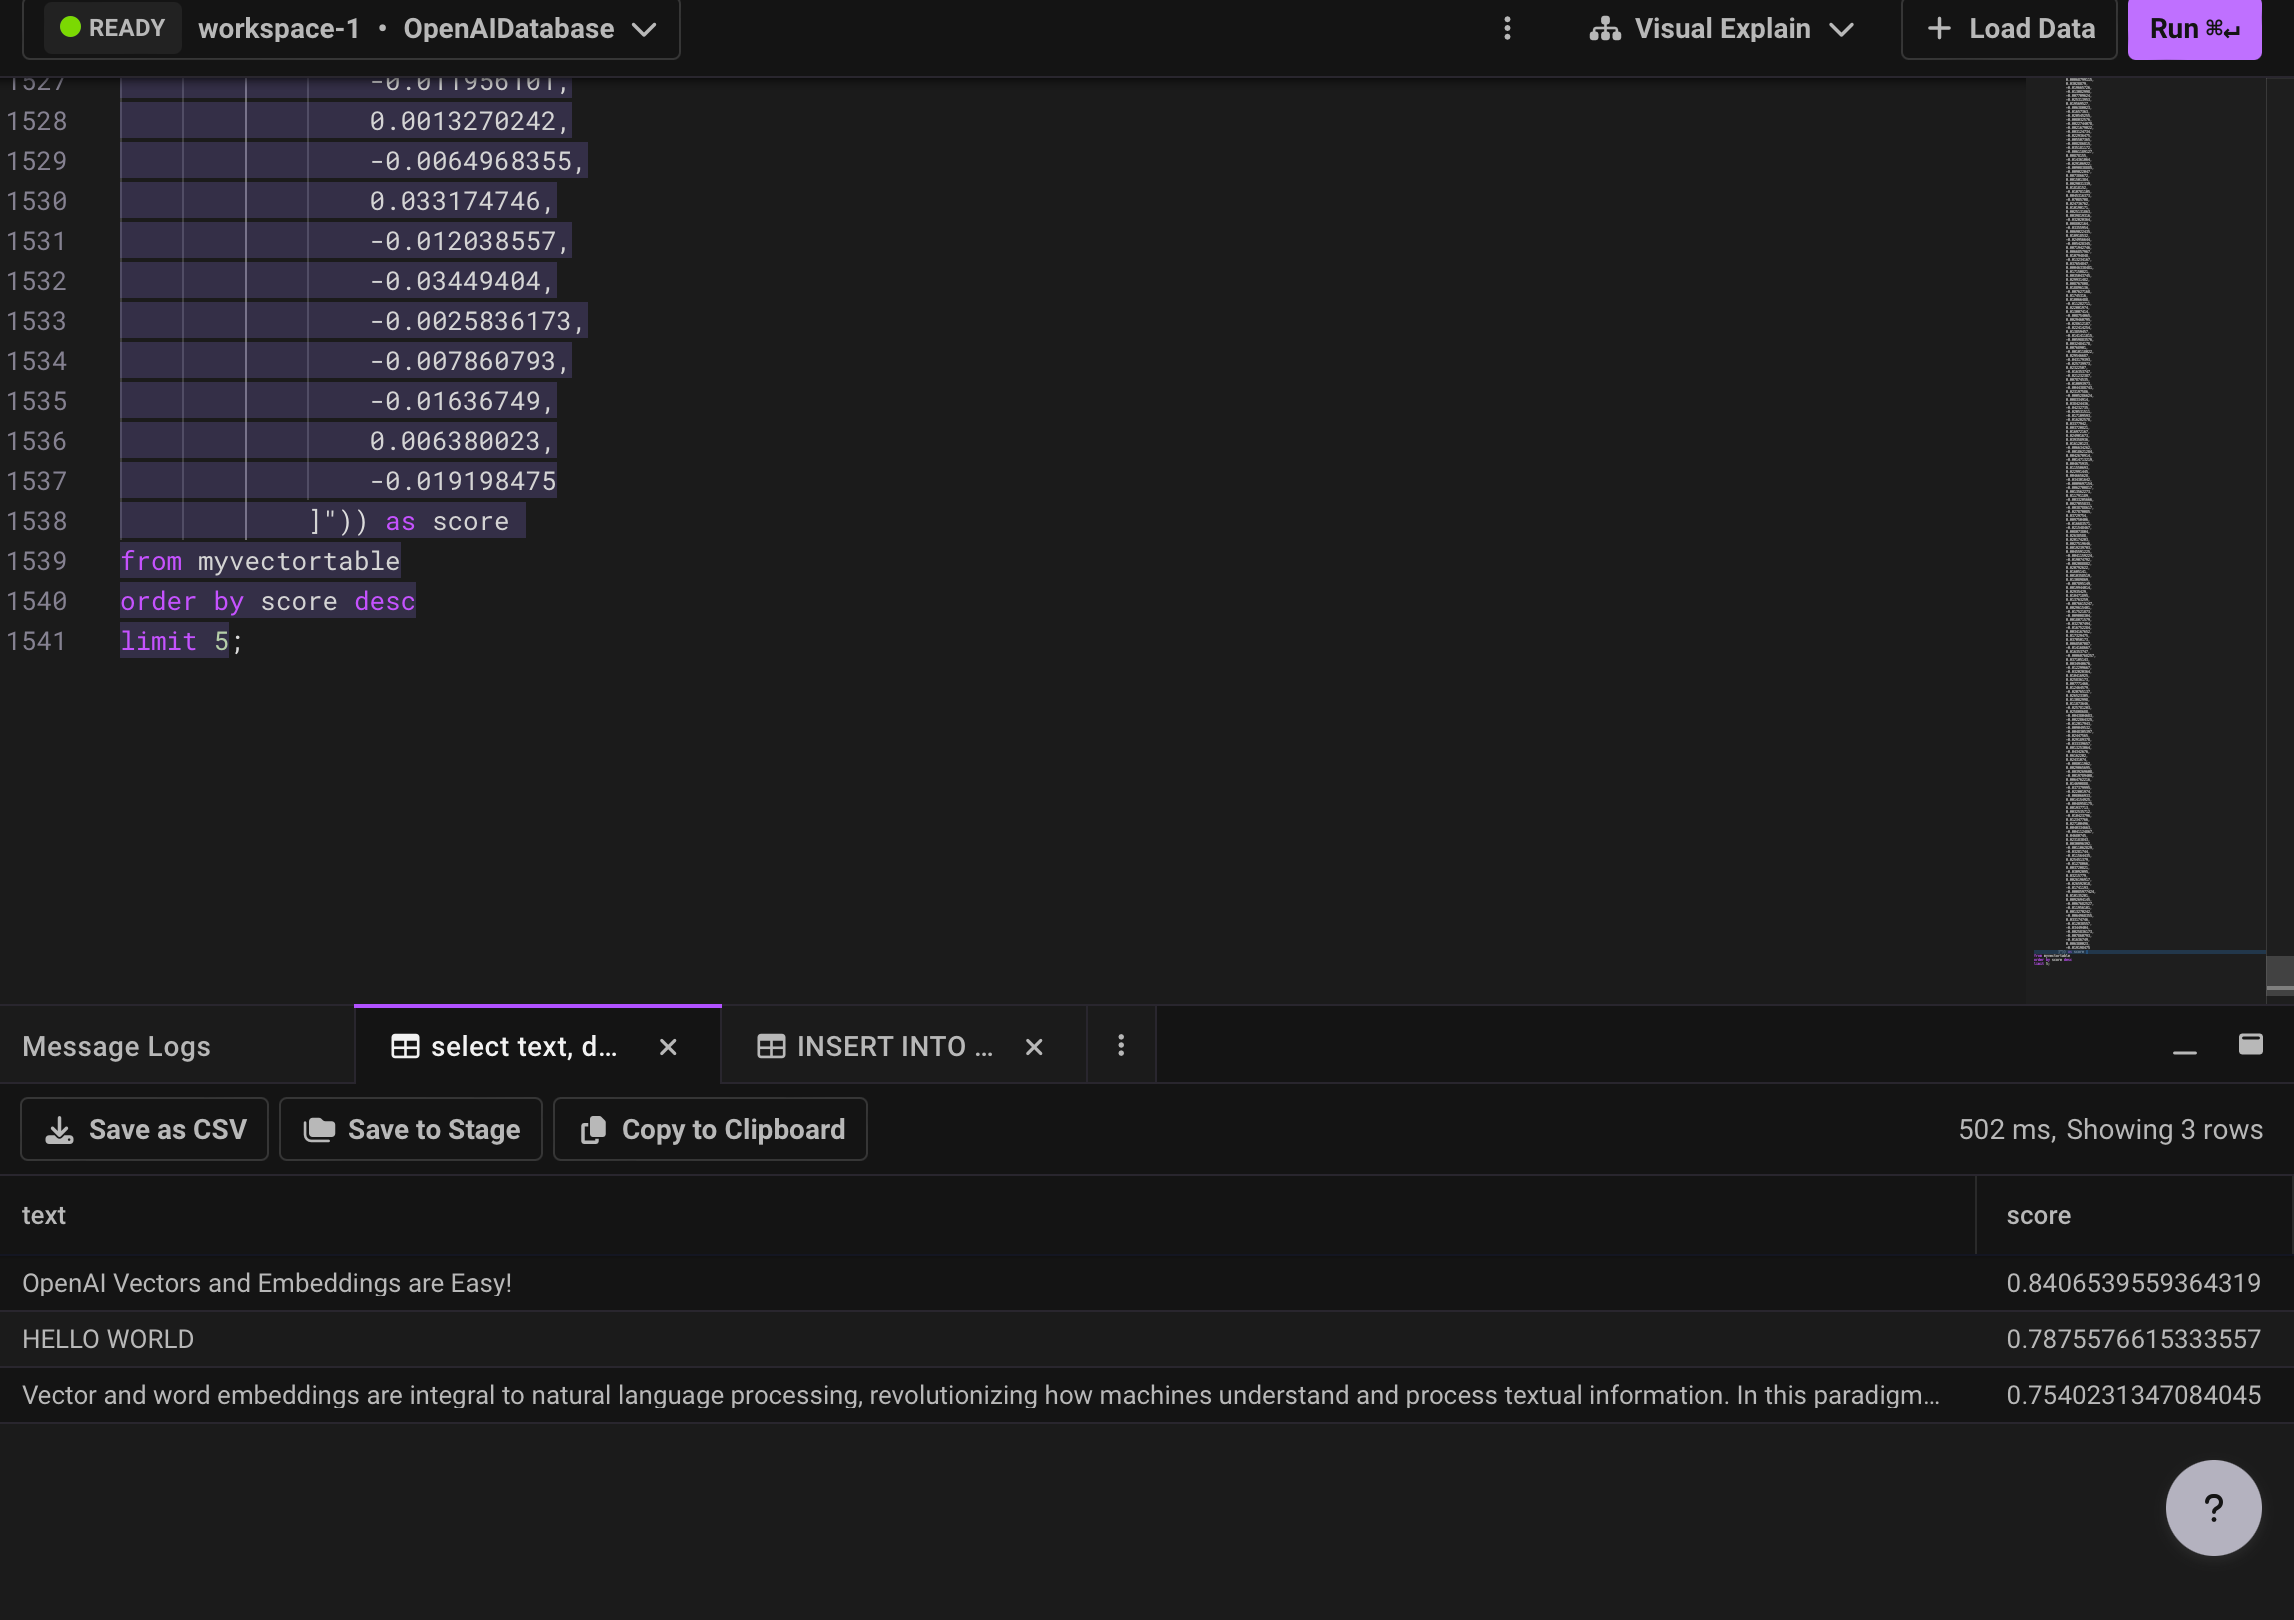 READY workspace-1 • OpenAIDatabase
Visual Explain
+ Load Data
Run ⌘↵
1527 -0.011956101,
1528 0.0013270242,
1529 -0.0064968355,
1530 0.033174746,
1531 -0.012038557,
1532 -0.03449404,
1533 -0.0025836173,
1534 -0.007860793,
1535 -0.01636749,
1536 0.006380023,
1537 -0.019198475
1538 ]")) as score
1539 from myvectortable
1540 order by score desc
1541 limit 5;
Message Logs
select text, d...
INSERT INTO ...
Save as CSV
Save to Stage
Copy to Clipboard
502 ms, Showing 3 rows
text score
OpenAI Vectors and Embeddings are Easy! 0.8406539559364319
HELLO WORLD 0.7875576615333557
Vector and word embeddings are integral to natural language processing, revolutionizing how machines understand and process textual information. In this paradigm... 0.7540231347084045
?